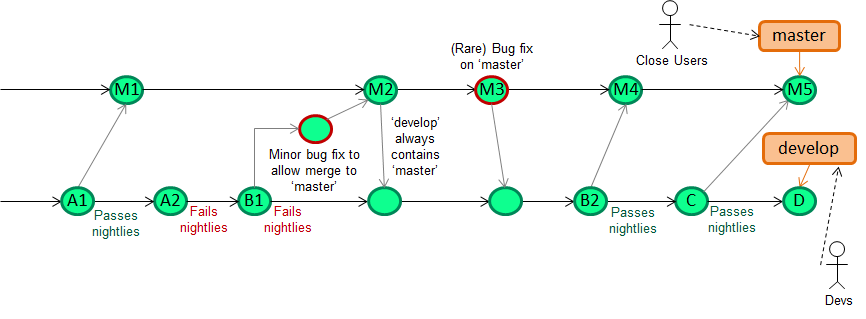 (Rare) Bug fix
on ‘master’
Close Users
master
M1
M2
M3
M4
M5
Minor bug fix to
allow merge to
‘master’
‘develop’
always
contains
‘master’
develop
A1
A2
B1
B2
C
D
Passes
nightlies
Fails
nightlies
Fails
nightlies
Passes
nightlies
Passes
nightlies
Devs